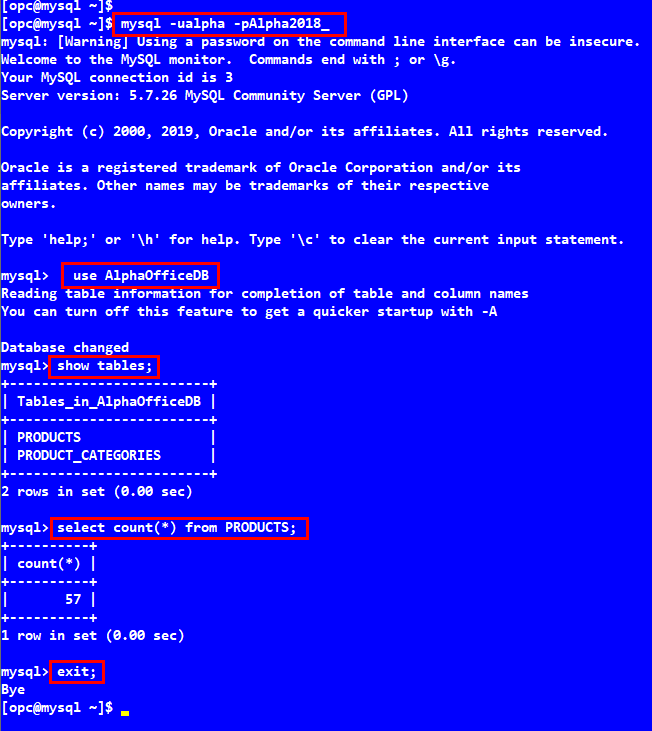 [opc@mysql ~]$
[opc@mysql ~]$ mysql -ualpha -pAlpha2018_
mysql: [Warning] Using a password on the command line interface can be insecure.
Welcome to the MySQL monitor.  Commands end with ; or \g.
Your MySQL connection id is 3
Server version: 5.7.26 MySQL Community Server (GPL)
Copyright (c) 2000, 2019, Oracle and/or its affiliates. All rights reserved.
Oracle is a registered trademark of Oracle Corporation and/or its
affiliates. Other names may be trademarks of their respective
owners.
Type 'help;' or '\h' for help. Type '\c' to clear the current input statement.
mysql>   use AlphaOfficeDB
Reading table information for completion of table and column names
You can turn off this feature to get a quicker startup with -A
Database changed
mysql> show tables;
+-------------------------+
| Tables_in_AlphaOfficeDB |
+-------------------------+
| PRODUCTS                |
| PRODUCT_CATEGORIES      |
+-------------------------+
2 rows in set (0.00 sec)
mysql> select count(*) from PRODUCTS;
+----------+
| count(*) |
+----------+
|       57 |
+----------+
1 row in set (0.00 sec)
mysql> exit;
Bye
[opc@mysql ~]$